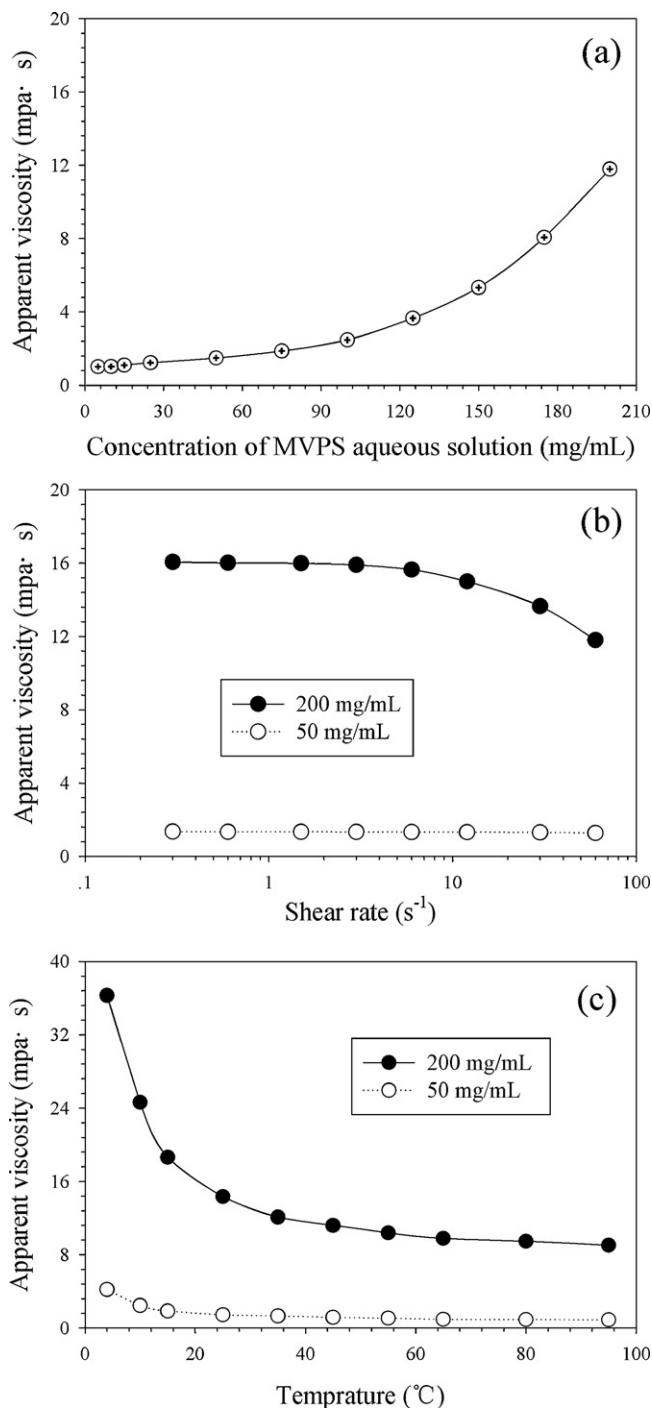 20
(a)
16
12
8
4
0
Apparent viscosity (mpa· s)
0 30 60 90 120 150 180 210
Concentration of MVPS aqueous solution (mg/mL)
20
(b)
16
12
8
4
0
Apparent viscosity (mpa· s)
200 mg/mL
50 mg/mL
.1 1 10 100
Shear rate (s⁻¹)
40
(c)
32
24
16
8
0
Apparent viscosity (mpa· s)
200 mg/mL
50 mg/mL
0 20 40 60 80 100
Temprature (℃)